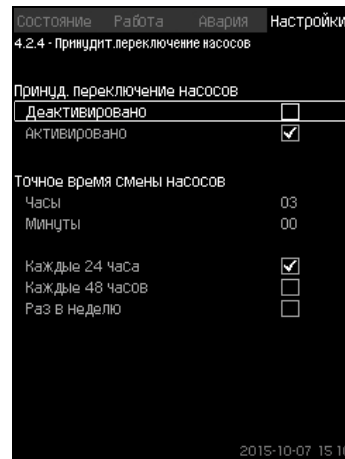 Состояние Работа Авария Настройки
4.2.4 - Принудит.переключение насосов
Принуд. переключение насосов
Деактивировано
Активировано
Точное время смены насосов
Часы 03
Минуты 00
Каждые 24 часа
Каждые 48 часов
Раз в неделю
2015-10-07 15: